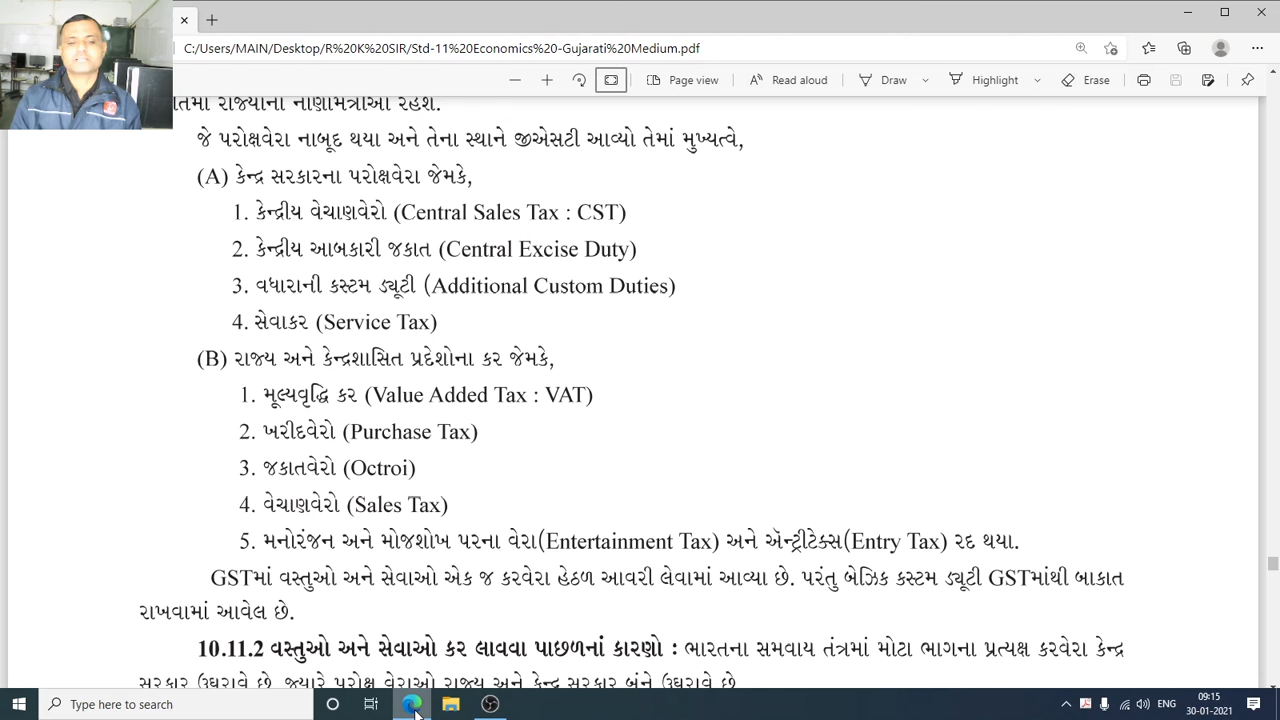 C:/Users/MAIN/Desktop/R%20K%20SIR/Std-11%20Economics%20-Gujarati%20Medium.pdf
Page view
Read aloud
Draw
Highlight
Erase
રાજ્યોના નાણામંત્રીઓ રહેશે.
જે પરોક્ષવેરા નાબૂદ થયા અને તેના સ્થાને જીએસટી આવ્યો તેમાં મુખ્યત્વે,
(A) કેન્દ્ર સરકારના પરોક્ષવેરા જેમકે,
1. કેન્દ્રીય વેચાણવેરો (Central Sales Tax : CST)
2. કેન્દ્રીય આબકારી જકાત (Central Excise Duty)
3. વધારાની કસ્ટમ ડ્યૂટી (Additional Custom Duties)
4. સેવાકર (Service Tax)
(B) રાજ્ય અને કેન્દ્રશાસિત પ્રદેશોના કર જેમકે,
1. મૂલ્યવૃદ્ધિ કર (Value Added Tax : VAT)
2. ખરીદવેરો (Purchase Tax)
3. જકાતવેરો (Octroi)
4. વેચાણવેરો (Sales Tax)
5. મનોરંજન અને મોજશોખ પરના વેરા(Entertainment Tax) અને ઍન્ટ્રીટેક્સ(Entry Tax) રદ થયા.
GSTમાં વસ્તુઓ અને સેવાઓ એક જ કરવેરા હેઠળ આવરી લેવામાં આવ્યા છે. પરંતુ બેઝિક કસ્ટમ ડ્યૂટી GSTમાંથી બાકાત
રાખવામાં આવેલ છે.
10.11.2 વસ્તુઓ અને સેવાઓ કર લાવવા પાછળનાં કારણો : ભારતના સમવાય તંત્રમાં મોટા ભાગના પ્રત્યક્ષ કરવેરા કેન્દ્ર
સરકાર ઉઘરાવે છે. જ્યારે પરોક્ષ વેરાઓ રાજ્ય અને કેન્દ્ર સરકાર બંને ઉઘરાવે છે
Type here to search
ENG
09:15
30-01-2021